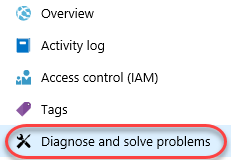 Overview
Activity log
Access control (IAM)
Tags
Diagnose and solve problems